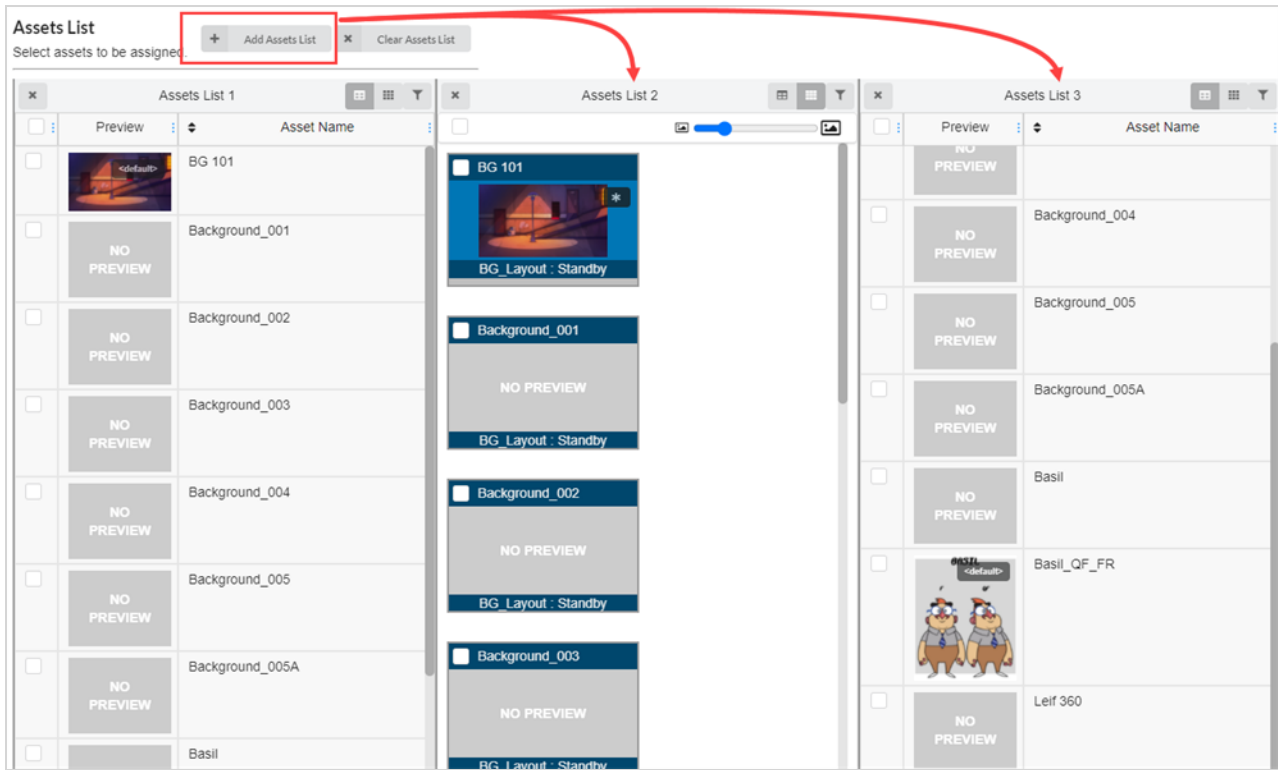 Assets List
Select assets to be assigned.
+ Add Assets List
× Clear Assets List
× Assets List 1
Preview Asset Name
<default> BG 101
NO PREVIEW Background_001
NO PREVIEW Background_002
NO PREVIEW Background_003
NO PREVIEW Background_004
NO PREVIEW Background_005
NO PREVIEW Background_005A
Basil
× Assets List 2
BG 101
*
BG_Layout : Standby
Background_001
NO PREVIEW
BG_Layout : Standby
Background_002
NO PREVIEW
BG_Layout : Standby
Background_003
NO PREVIEW
BG_Layout : Standby
× Assets List 3
Preview Asset Name
NO PREVIEW
NO PREVIEW Background_004
NO PREVIEW Background_005
NO PREVIEW Background_005A
NO PREVIEW Basil
BASIL
<default> Basil_QF_FR
NO PREVIEW Leif 360